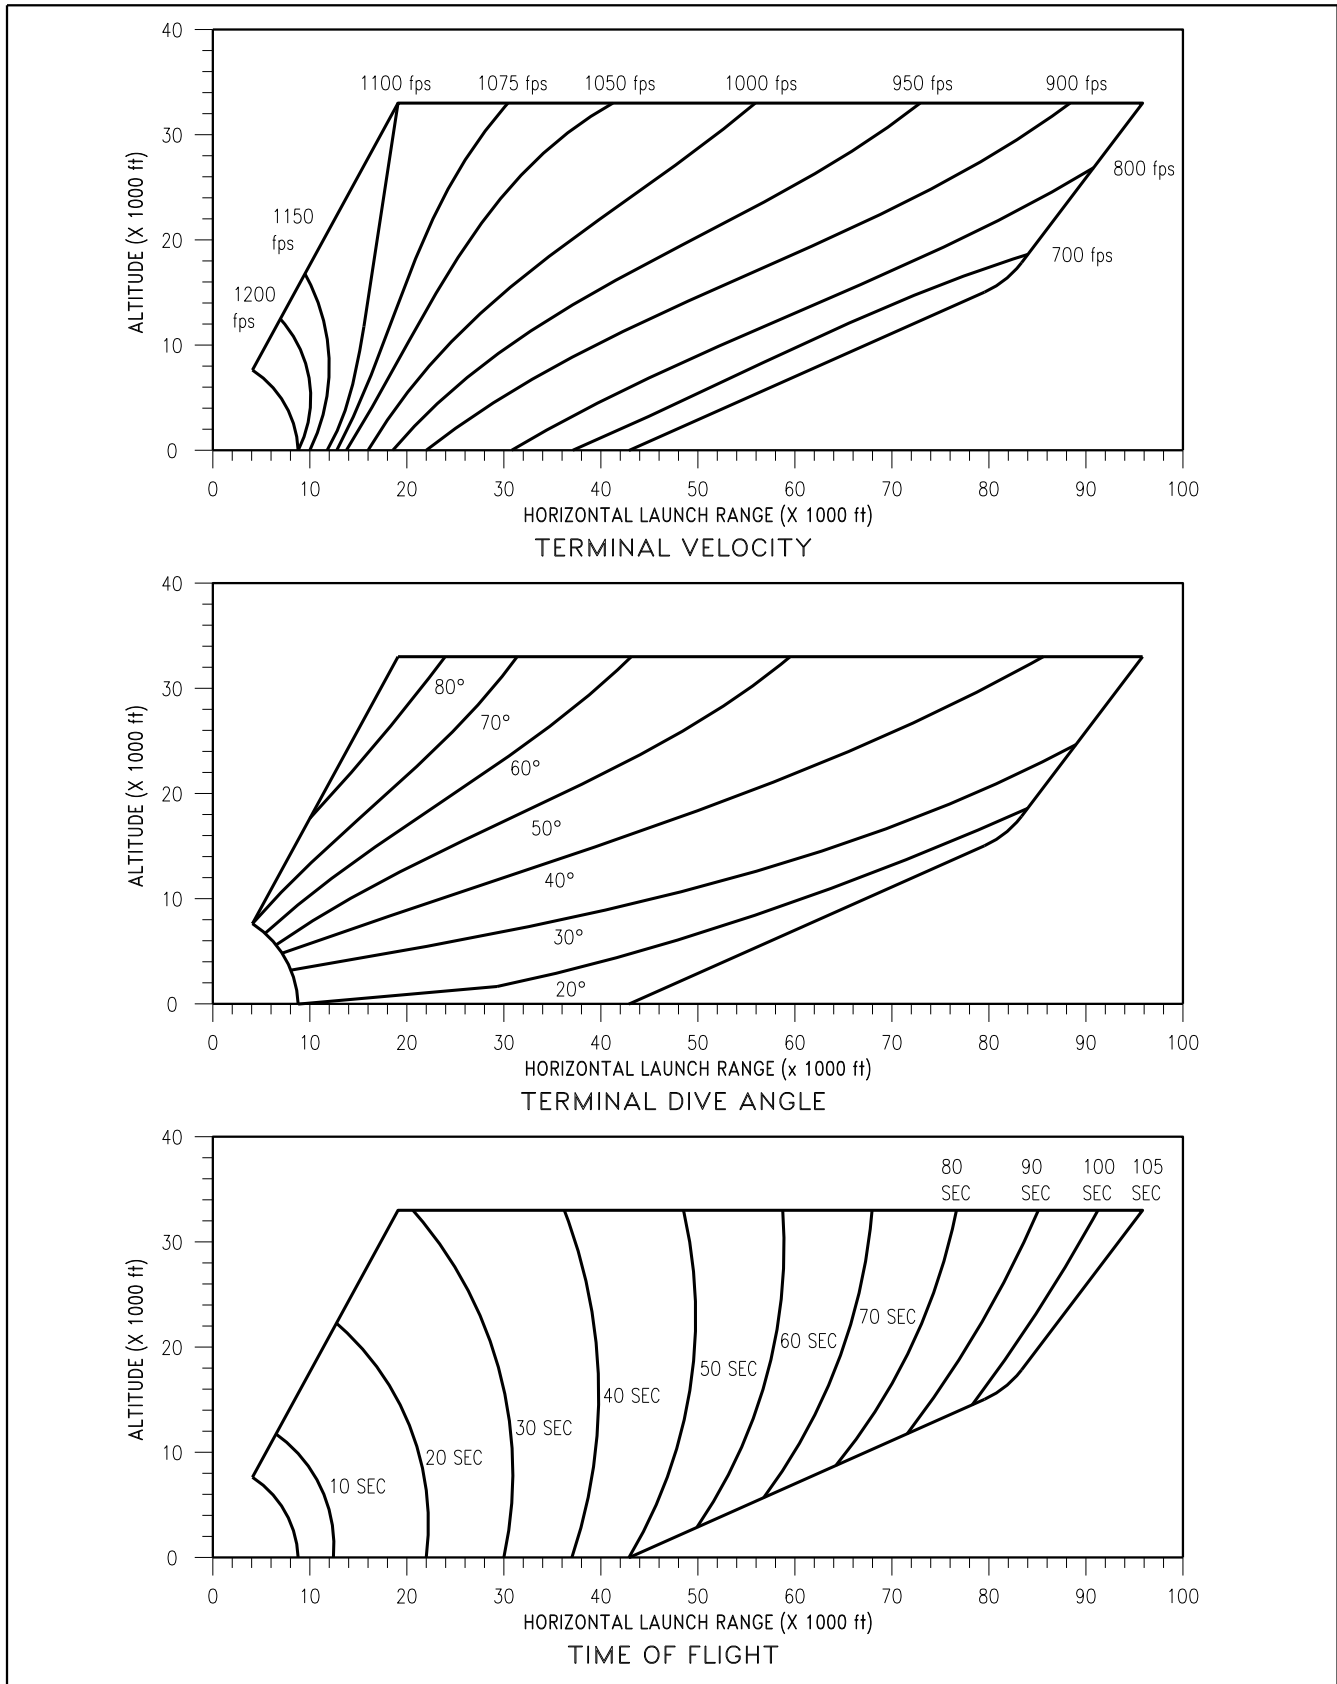 40
1100 fps 1075 fps 1050 fps 1000 fps 950 fps 900 fps
30
800 fps
1150
fps
20
700 fps
1200
fps
10
0
ALTITUDE (X 1000 ft)
0 10 20 30 40 50 60 70 80 90 100
HORIZONTAL LAUNCH RANGE (X 1000 ft)
TERMINAL VELOCITY
40
30
80°
70°
60°
20
50°
40°
10
30°
20°
0
ALTITUDE (X 1000 ft)
0 10 20 30 40 50 60 70 80 90 100
HORIZONTAL LAUNCH RANGE (x 1000 ft)
TERMINAL DIVE ANGLE
40
80 90 100 105
SEC SEC SEC SEC
30
70 SEC
60 SEC
20
50 SEC
40 SEC
30 SEC
20 SEC
10
10 SEC
0
ALTITUDE (X 1000 ft)
0 10 20 30 40 50 60 70 80 90 100
HORIZONTAL LAUNCH RANGE (X 1000 ft)
TIME OF FLIGHT